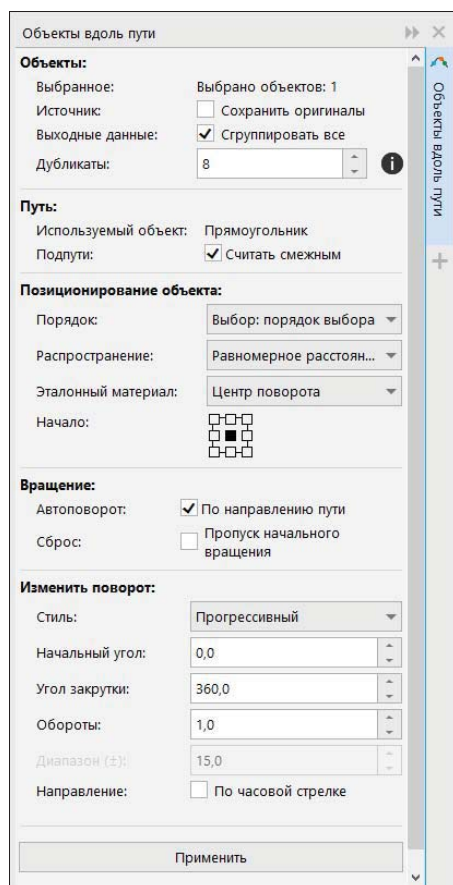 Объекты вдоль пути
Объекты:
Выбранное: Выбрано объектов: 1
Источник: Сохранить оригиналы
Выходные данные: Сгруппировать все
Дубликаты: 8
Путь:
Используемый объект: Прямоугольник
Подпути: Считать смежным
Позиционирование объекта:
Порядок: Выбор: порядок выбора
Распространение: Равномерное расстоян...
Эталонный материал: Центр поворота
Начало:
Вращение:
Автоповорот: По направлению пути
Сброс: Пропуск начального
вращения
Изменить поворот:
Стиль: Прогрессивный
Начальный угол: 0,0
Угол закрутки: 360,0
Обороты: 1,0
Диапазон (±): 15,0
Направление: По часовой стрелке
Применить
Объекты вдоль пути